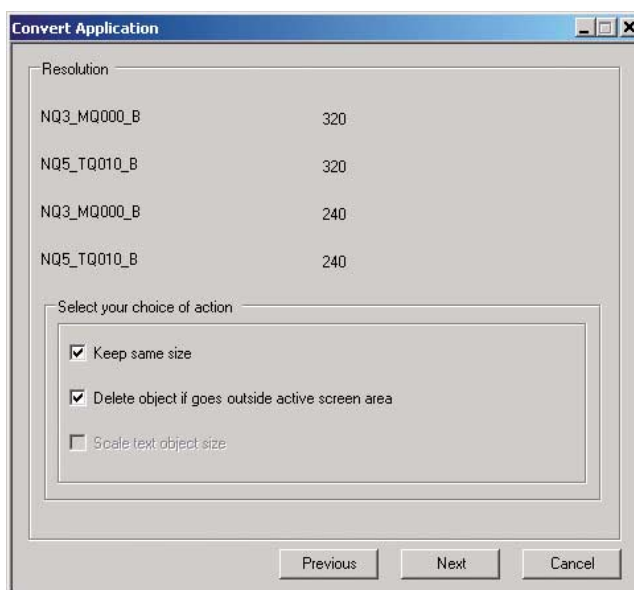 Convert Application
Resolution
NQ3_MQ000_B 320
NQ5_TQ010_B 320
NQ3_MQ000_B 240
NQ5_TQ010_B 240
Select your choice of action
Keep same size
Delete object if goes outside active screen area
Scale text object size
Previous Next Cancel